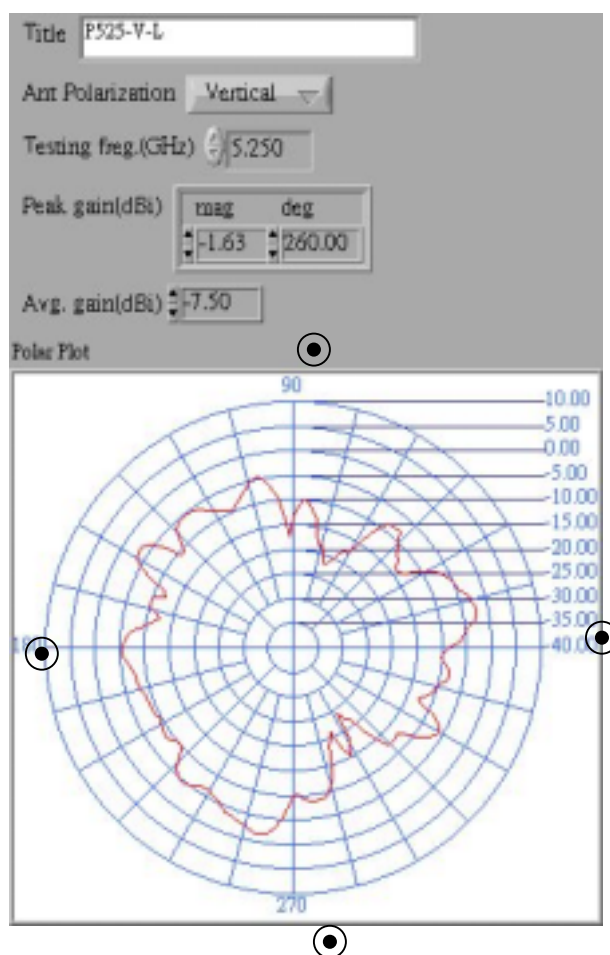 Title P525-V-L
Ant Polarization Vertical
Testing freg.(GHz) 5.250
Peak gain(dBi) mag deg
-1.63 260.00
Avg. gain(dBi) -7.50
Polar Plot
90
10.00
5.00
0.00
-5.00
-10.00
-15.00
-20.00
-25.00
-30.00
-35.00
-40.00
270